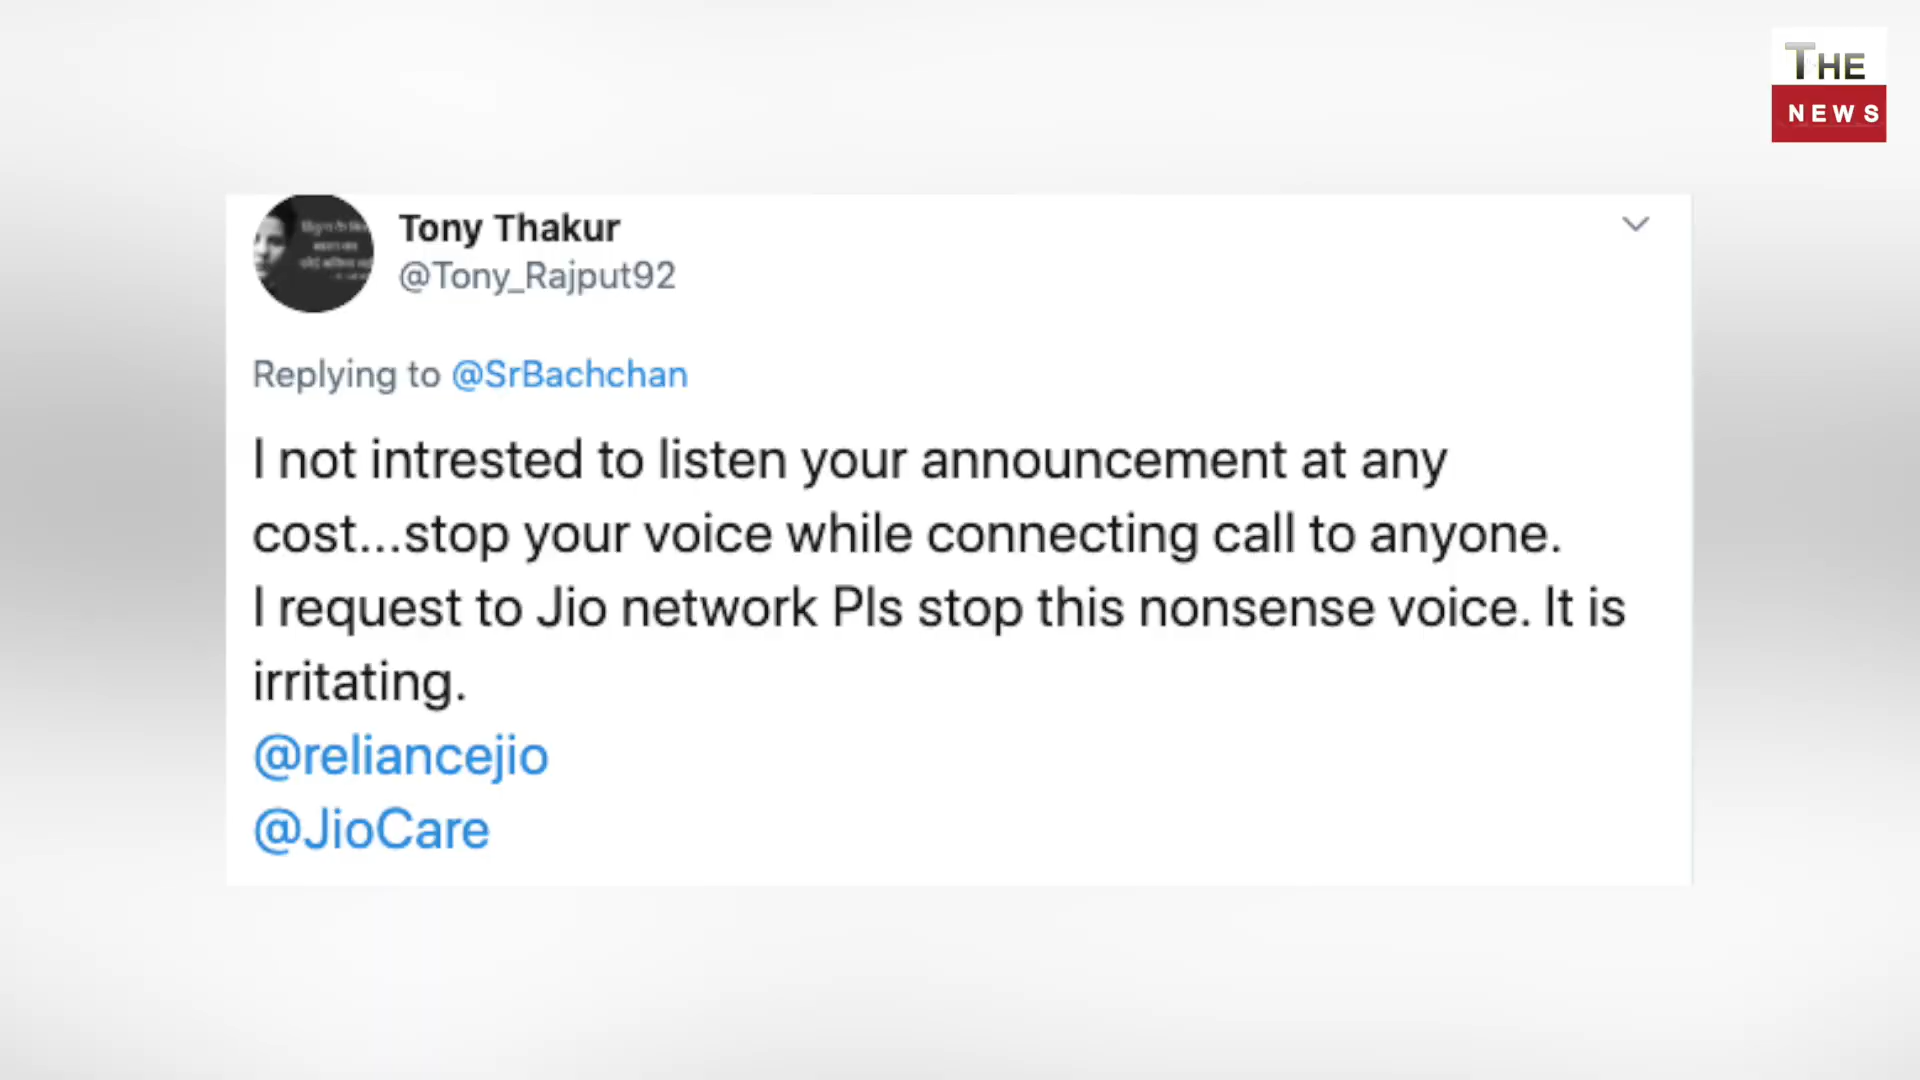 THE
NEWS
Tony Thakur
@Tony_Rajput92
Replying to @SrBachchan
I not intrested to listen your announcement at any
cost...stop your voice while connecting call to anyone.
I request to Jio network Pls stop this nonsense voice. It is
irritating.
@reliancejio
@JioCare